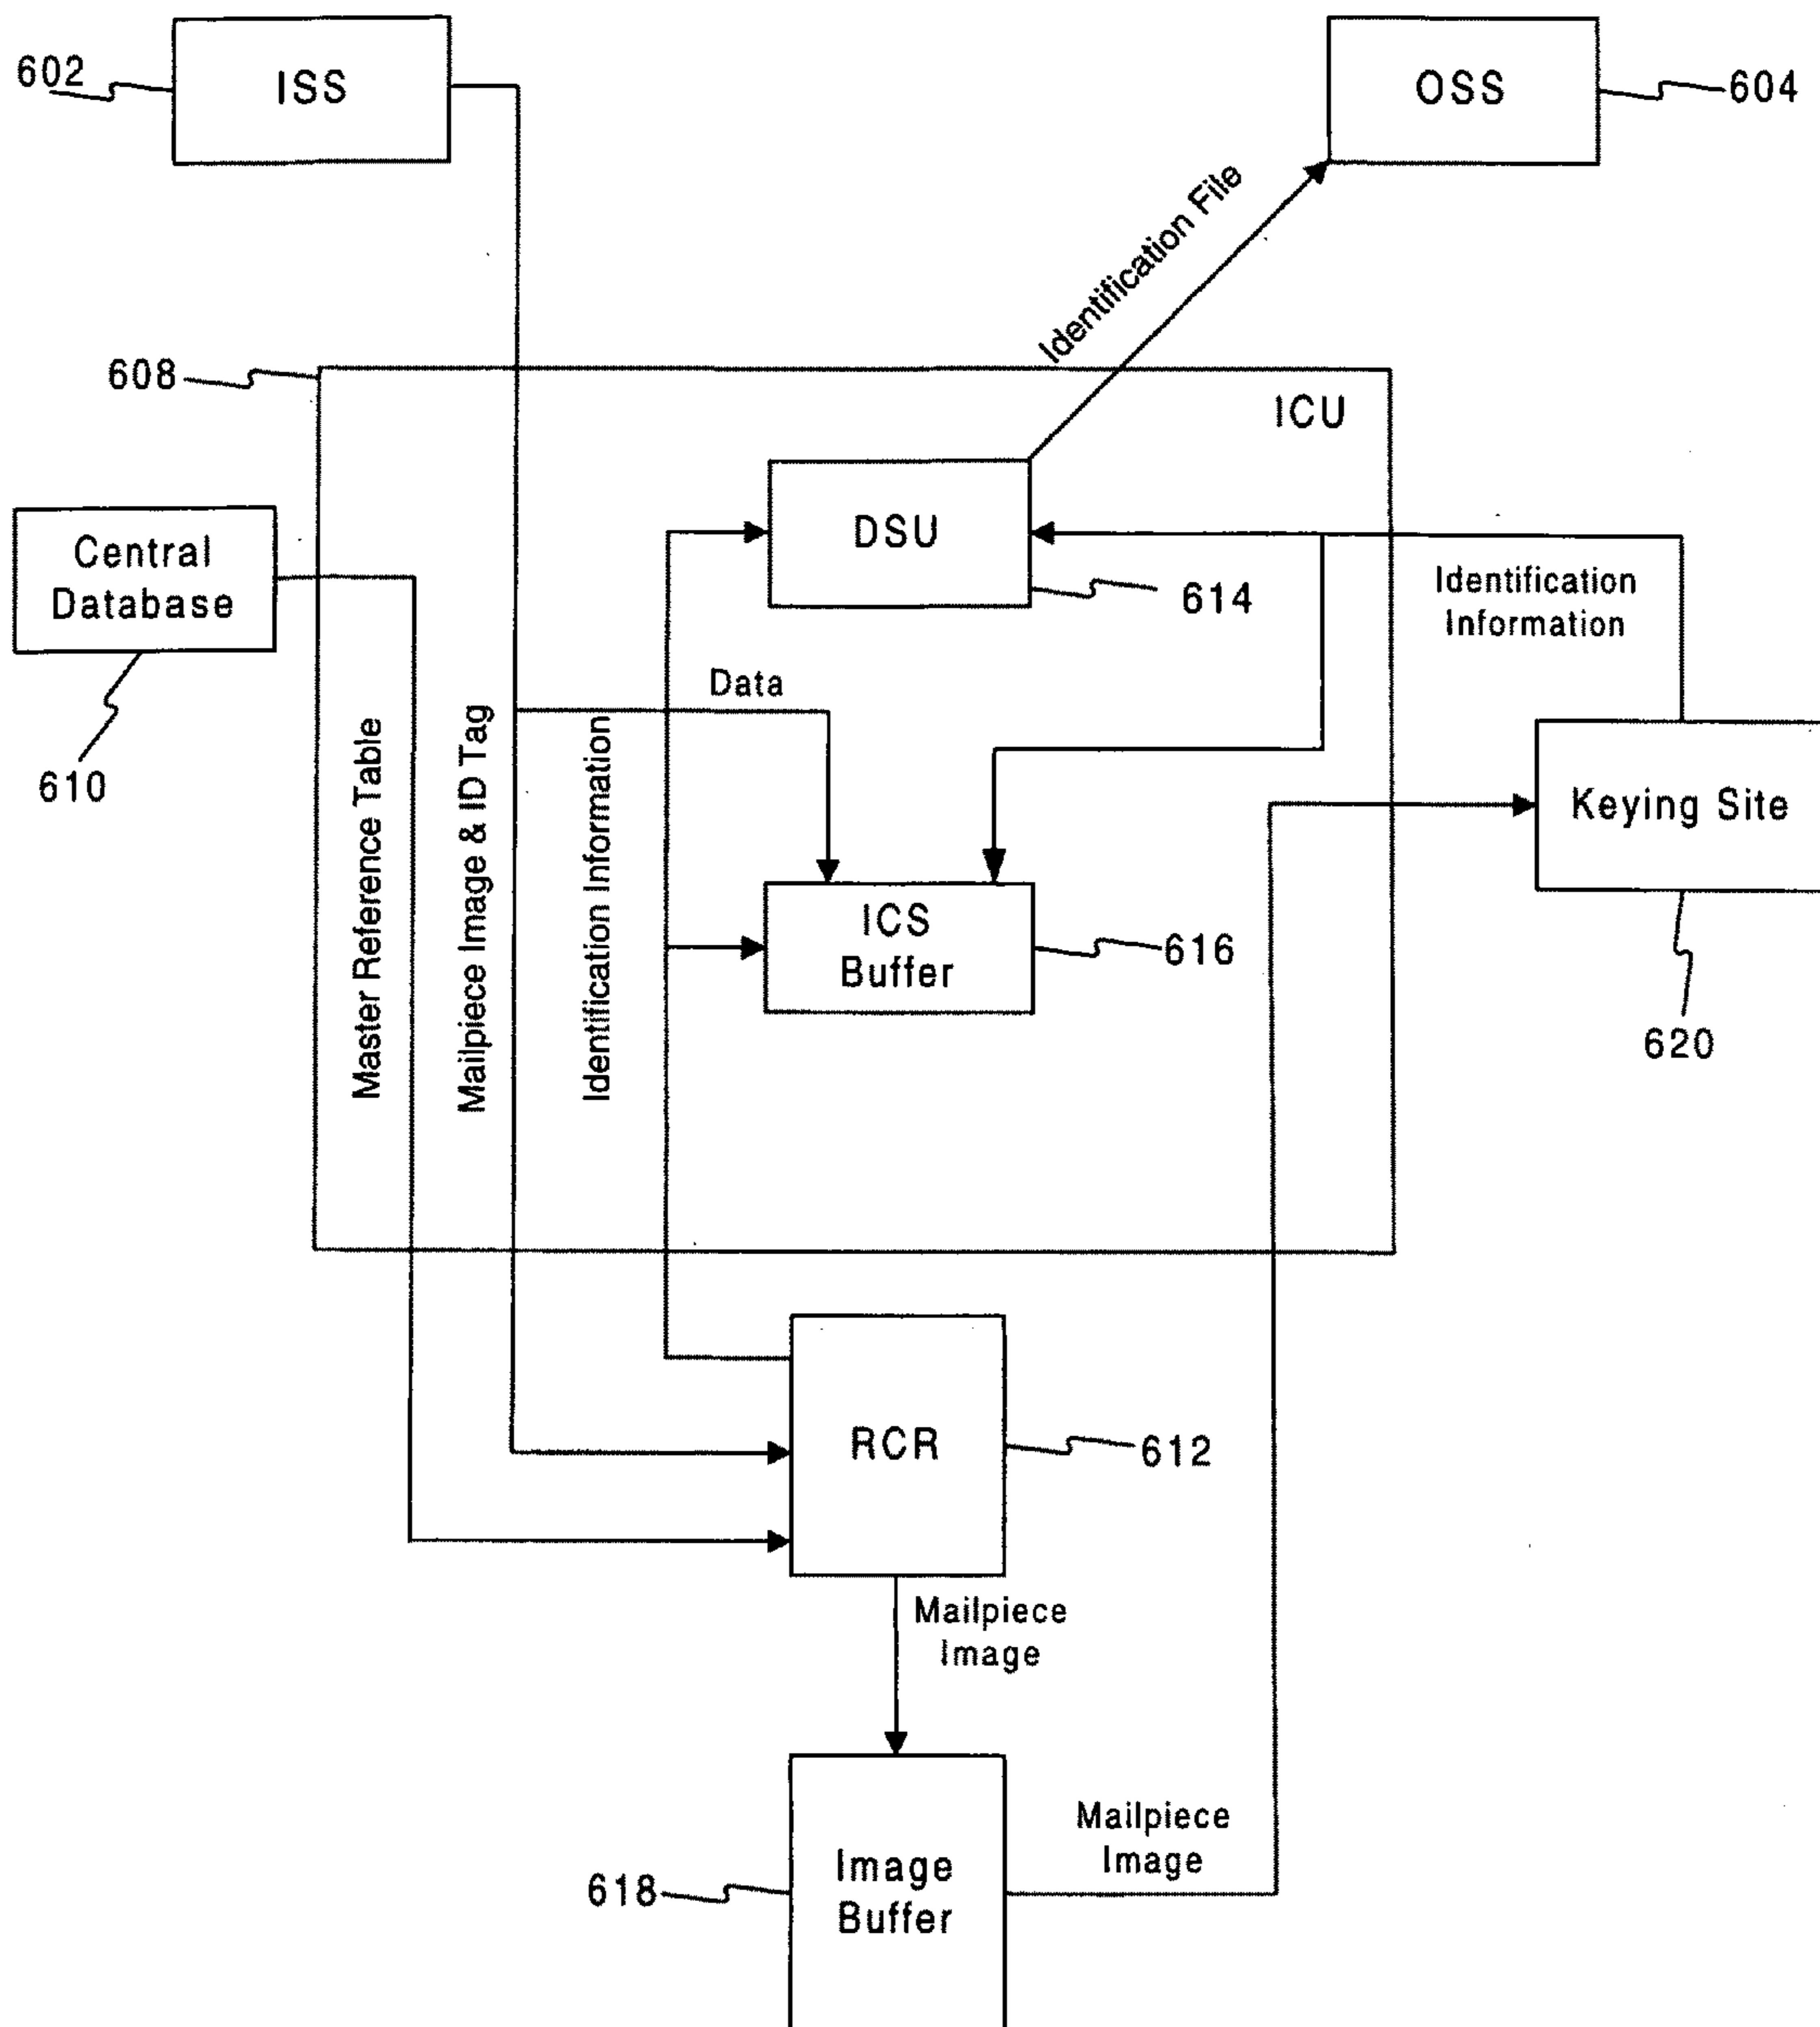 602
ISS
OSS
604
Identification File
608
ICU
Central
Database
610
DSU
614
Identification
Information
Data
Master Reference Table
Mailpiece Image & ID Tag
Identification Information
ICS
Buffer
616
Keying Site
620
RCR
612
Mailpiece
Image
Image
Buffer
618
Mailpiece
Image